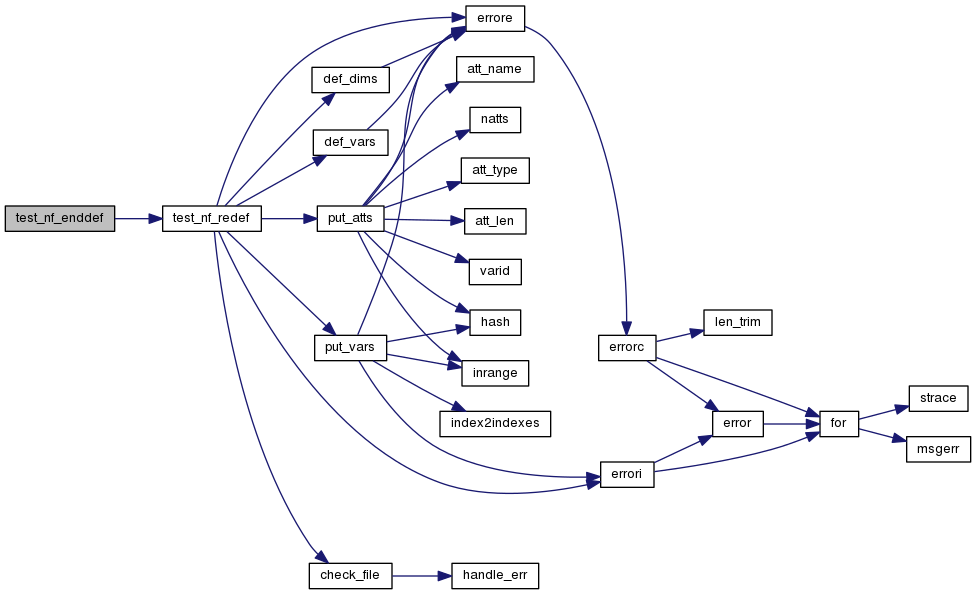 test_nf_enddef
test_nf_redef
def_dims
def_vars
put_atts
put_vars
check_file
errore
att_name
natts
att_type
att_len
varid
hash
inrange
index2indexes
handle_err
errorc
errori
len_trim
error
for
strace
msgerr